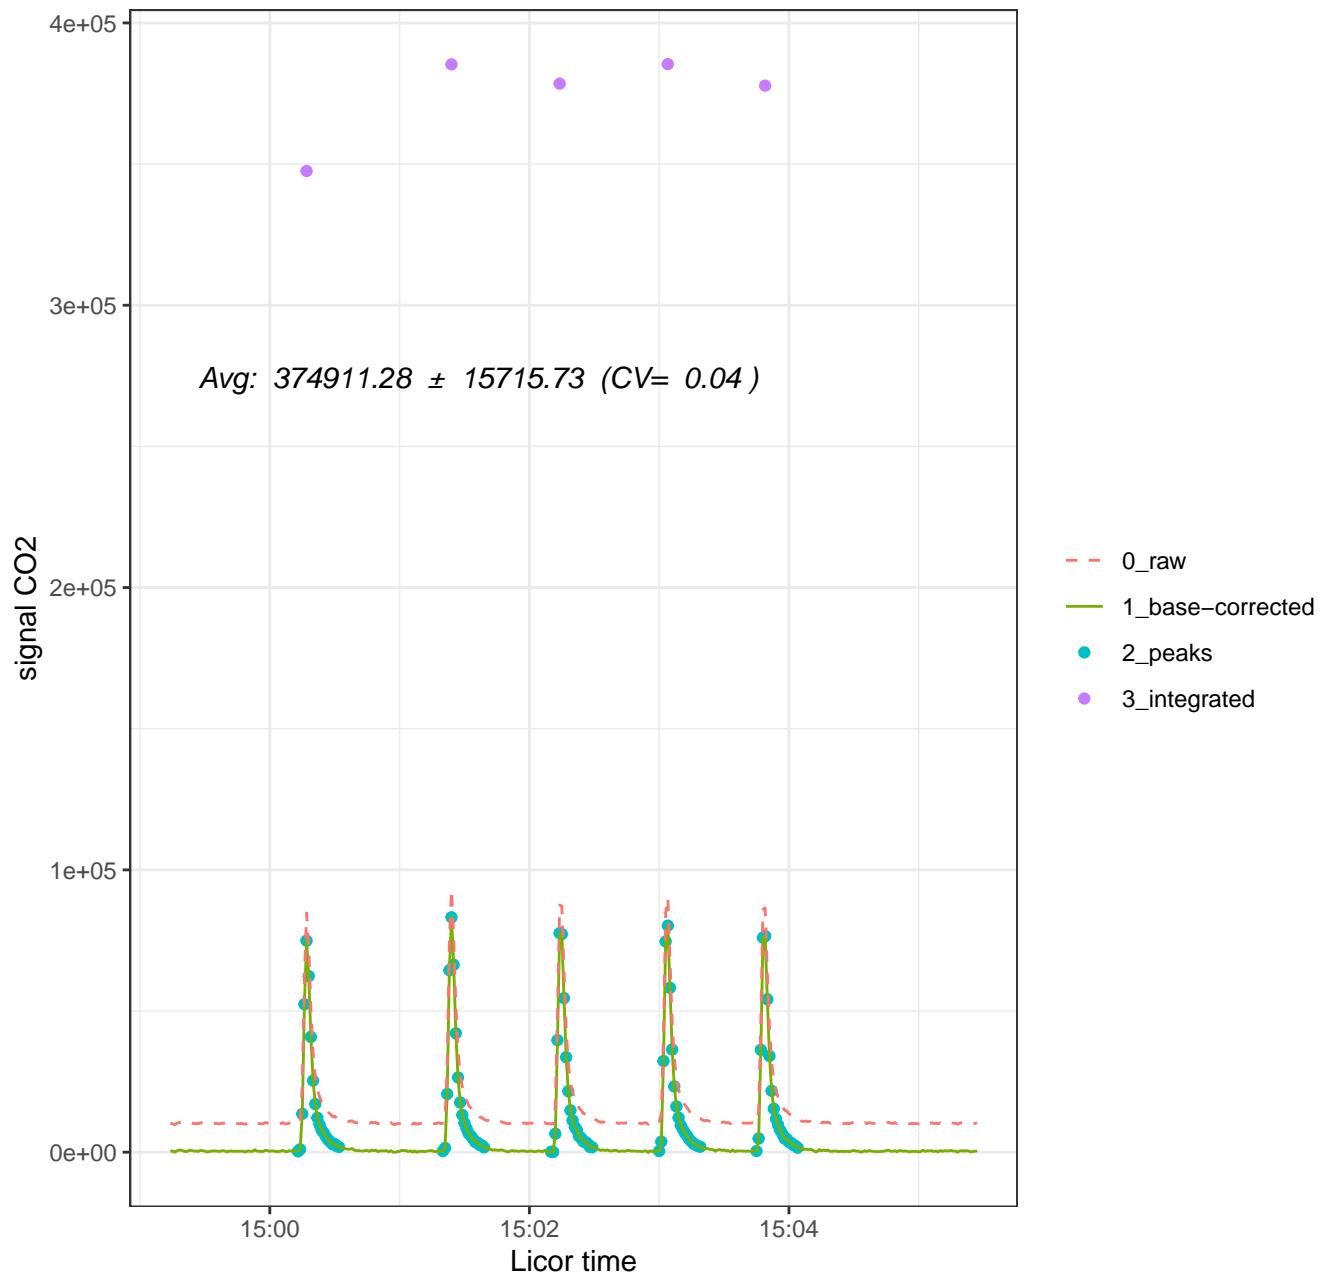 4e+05
3e+05
2e+05
1e+05
0e+00
signal CO2
Avg: 374911.28 ± 15715.73 (CV= 0.04 )
15:00
15:02
15:04
Licor time
0_raw
1_base−corrected
2_peaks
3_integrated